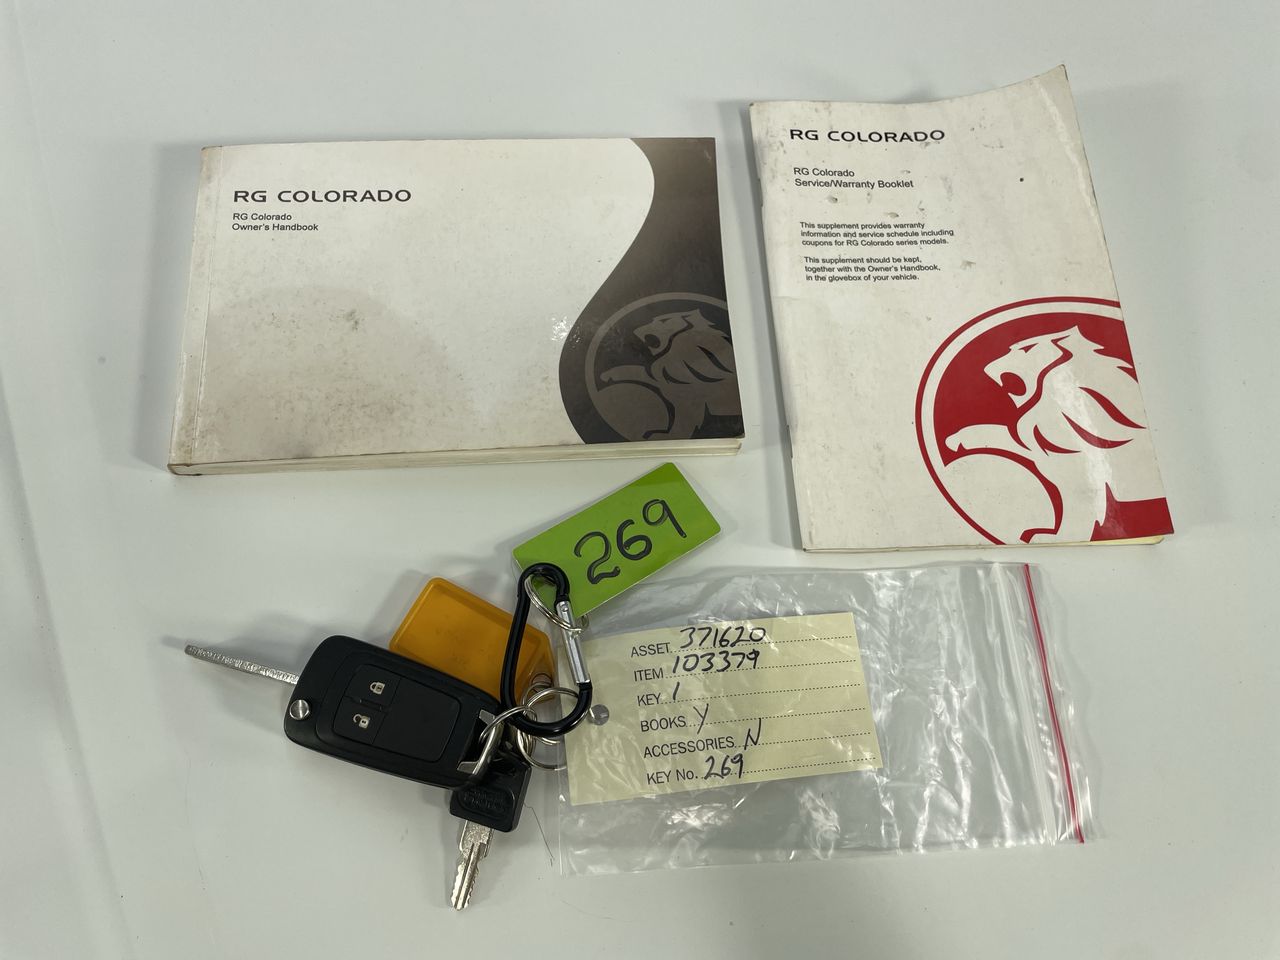 RG COLORADO
RG Colorado
Owner's Handbook
RG COLORADO
RG Colorado
Service/Warranty Booklet
This supplement provides warranty
information and service schedule including
coupons for RG Colorado series models.
This supplement should be kept,
together with the Owner's Handbook,
in the glovebox of your vehicle.
269
ASSET 371620
ITEM 103379
KEY 1
BOOKS Y
ACCESSORIES N
KEY No. 269